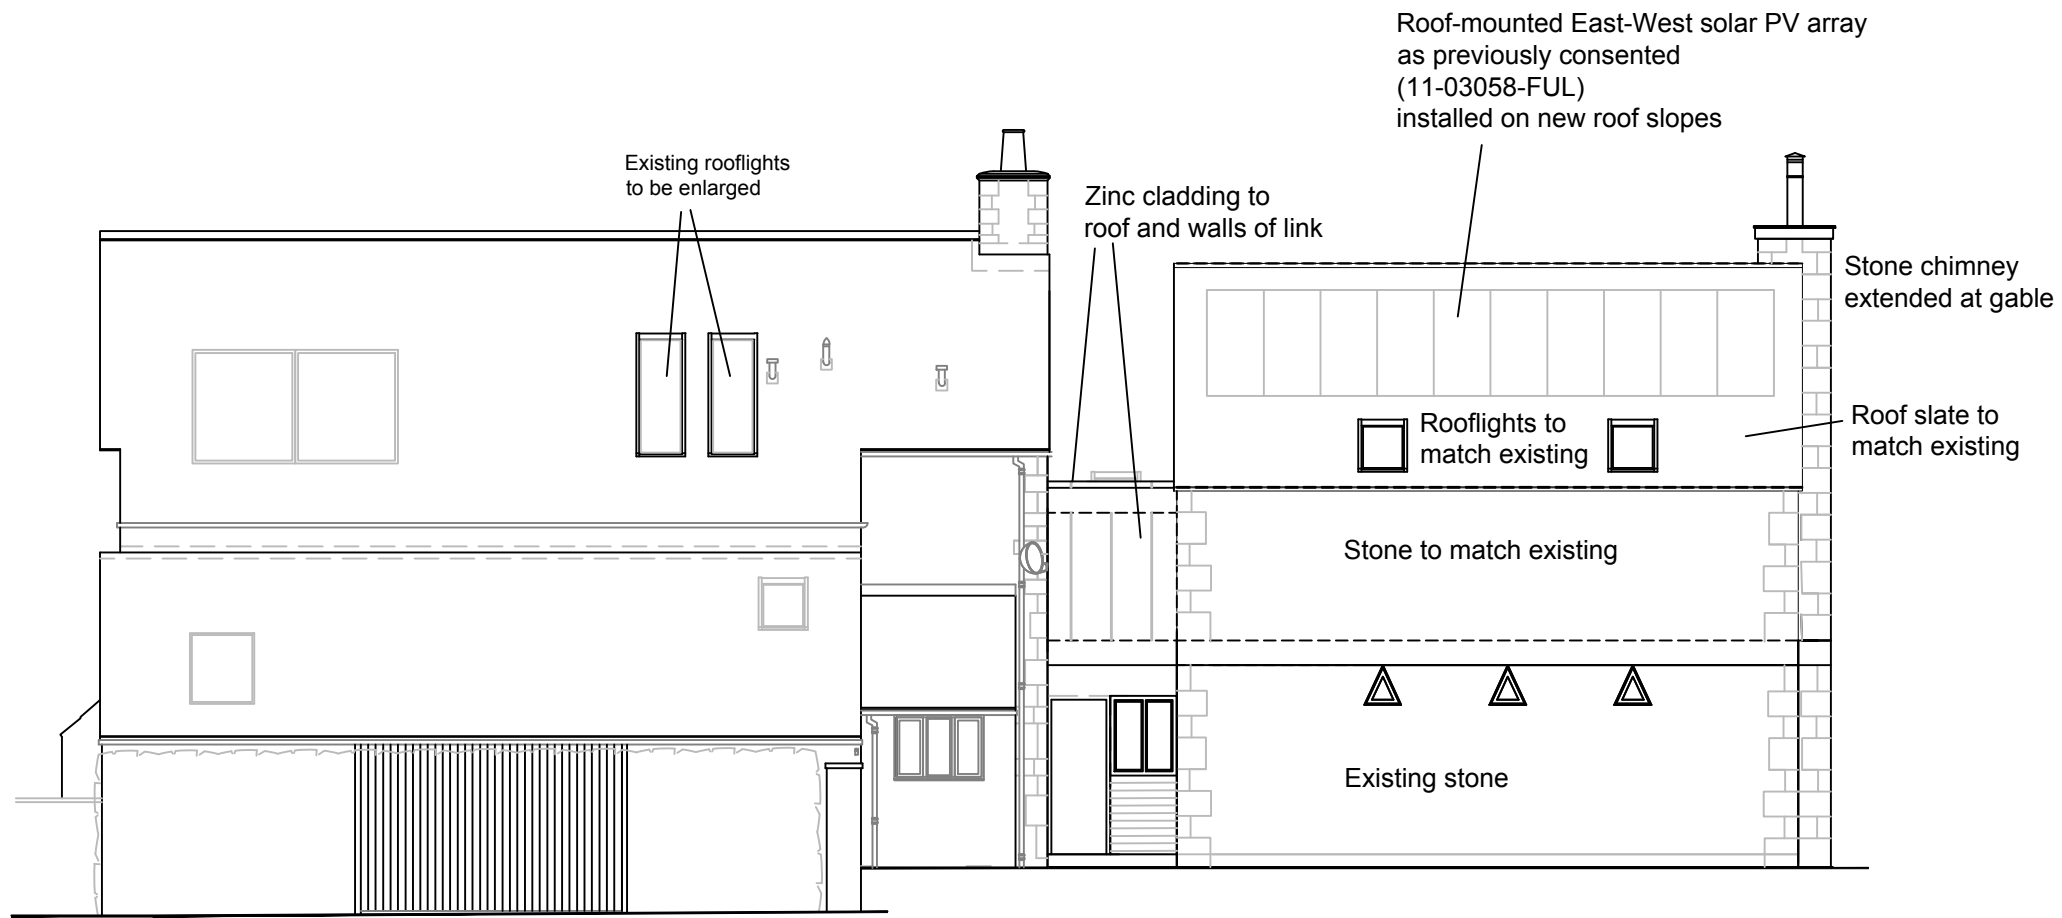 Roof-mounted East-West solar PV array
as previously consented
(11-03058-FUL)
installed on new roof slopes
Existing rooflights
to be enlarged
Zinc cladding to
roof and walls of link
Stone chimney
extended at gable
Rooflights to
match existing
Roof slate to
match existing
Stone to match existing
Existing stone